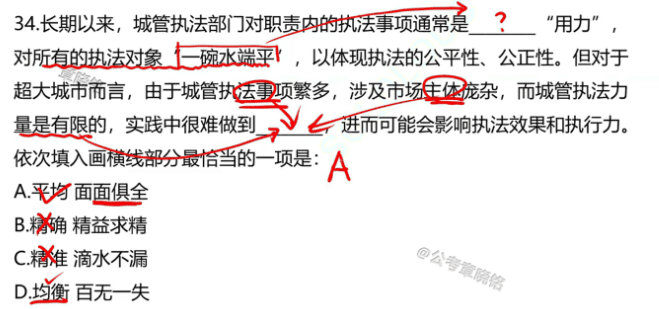 34.长期以来，城管执法部门对职责内的执法事项通常是______“用力”，
?
对所有的执法对象“一碗水端平”，以体现执法的公平性、公正性。但对于
超大城市而言，由于城管执法事项繁多，涉及市场主体庞杂，而城管执法力
量是有限的，实践中很难做到______，进而可能会影响执法效果和执行力。
依次填入画横线部分最恰当的一项是：
A
A.平均 面面俱全
B.精确 精益求精
C.精准 滴水不漏
D.均衡 百无一失
@公考章晓铭